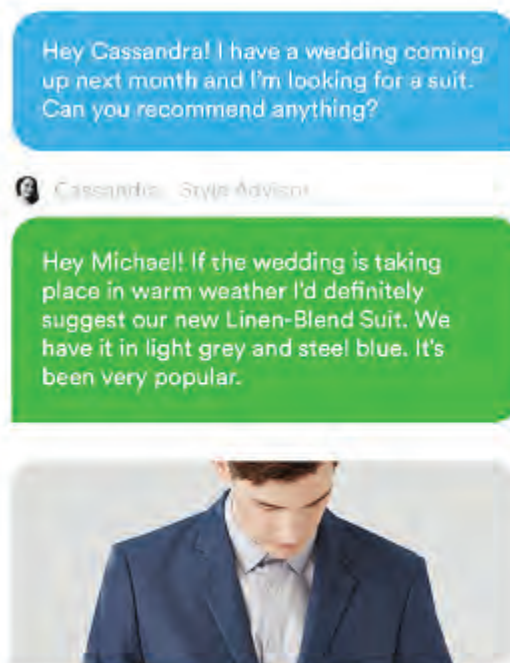 Hey Cassandra! I have a wedding coming
up next month and I'm looking for a suit.
Can you recommend anything?
Cassandra Style Advisor
Hey Michael! If the wedding is taking
place in warm weather I'd definitely
suggest our new Linen-Blend Suit. We
have it in light grey and steel blue. It's
been very popular.